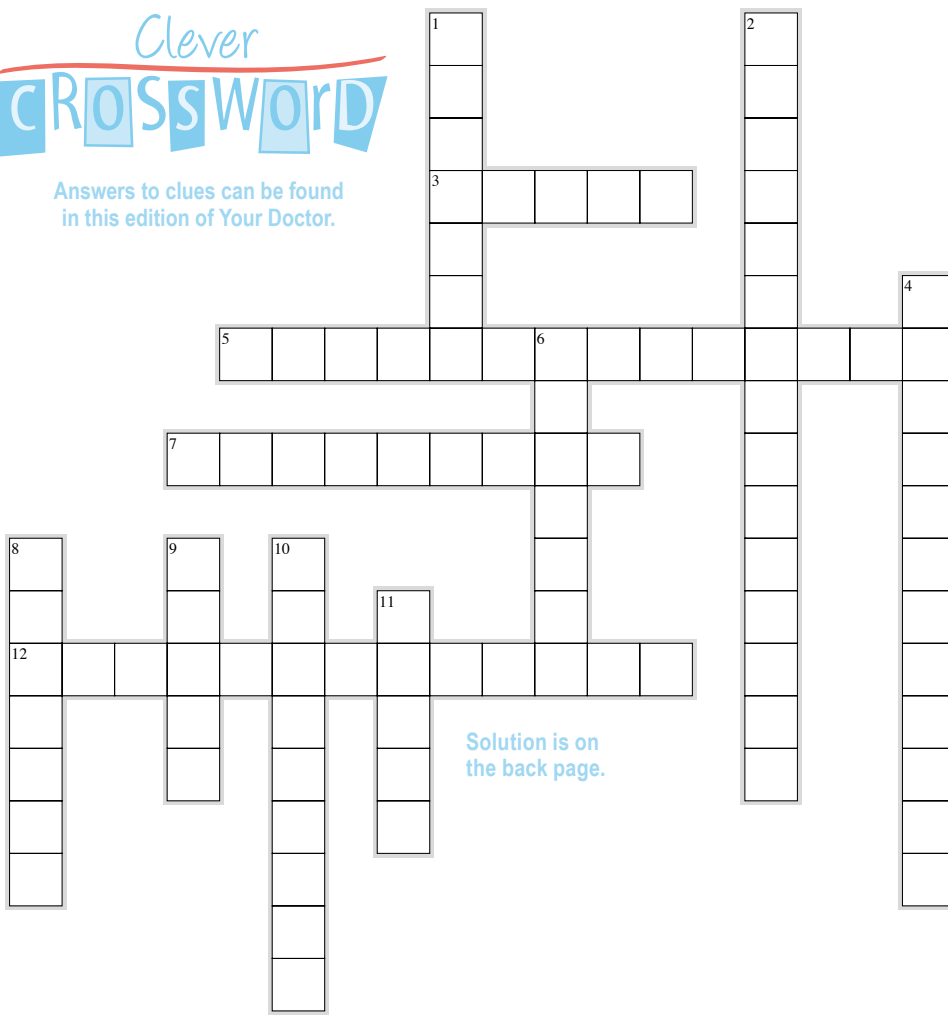 Clever
CROSSWOrD
Answers to clues can be found
in this edition of Your Doctor.
1
2
3
4
5
6
7
8
9
10
11
12
Solution is on
the back page.